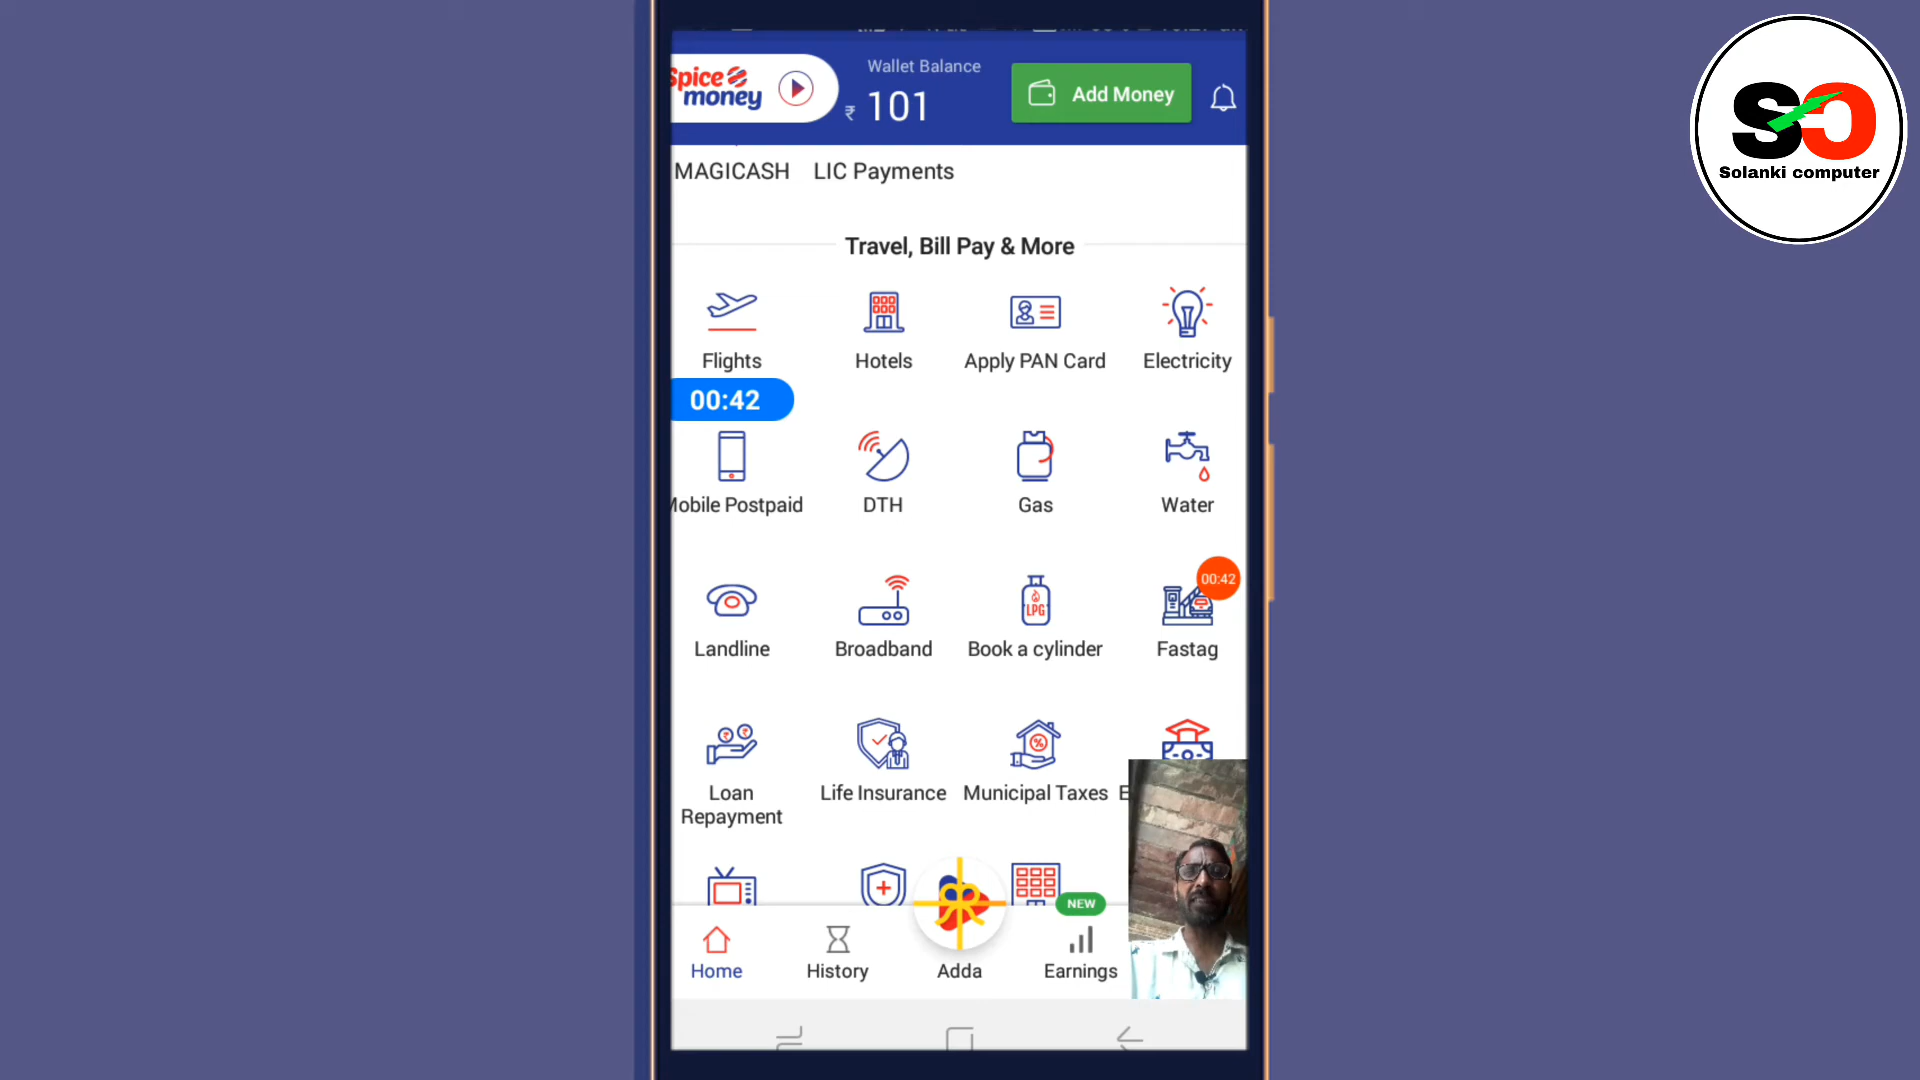 Spice money
Wallet Balance
₹ 101
Add Money
MAGICASH LIC Payments
Travel, Bill Pay & More
Flights Hotels Apply PAN Card Electricity
00:42
Mobile Postpaid DTH Gas Water
00:42
LPG
Landline Broadband Book a cylinder Fastag
Loan Repayment Life Insurance Municipal Taxes
NEW
Home History Adda Earnings
SO
Solanki computer